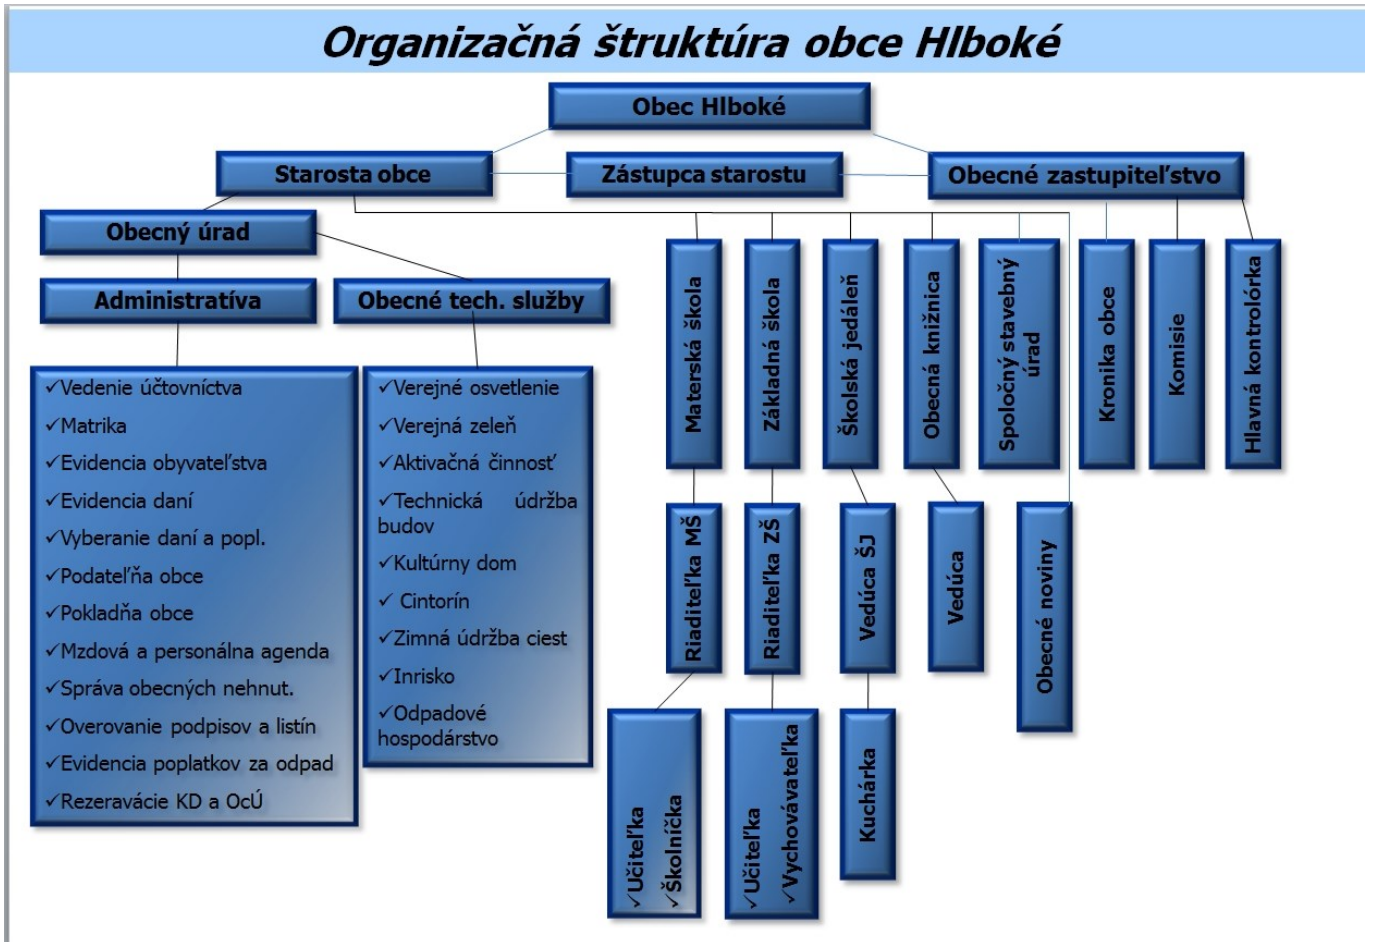 Organizačná štruktúra obce Hlboké
Obec Hlboké
Starosta obce
Zástupca starostu
Obecné zastupiteľstvo
Obecný úrad
Administratíva
Obecné tech. služby
✓Vedenie účtovníctva
✓Matrika
✓Evidencia obyvateľstva
✓Evidencia daní
✓Vyberanie daní a popl.
✓Podateľňa obce
✓Pokladňa obce
✓Mzdová a personálna agenda
✓Správa obecných nehnut.
✓Overovanie podpisov a listín
✓Evidencia poplatkov za odpad
✓Rezeravácie KD a OcÚ
✓Verejné osvetlenie
✓Verejná zeleň
✓Aktivačná činnosť
✓Technická údržba
budov
✓Kultúrny dom
✓ Cintorín
✓Zimná údržba ciest
✓Inrisko
✓Odpadové
hospodárstvo
Materská škola
Základná škola
Školská jedáleň
Obecná knižnica
Spoločný stavebný
úrad
Kronika obce
Komisie
Hlavná kontrolórka
Riaditeľka MŠ
Riaditeľka ZŠ
Vedúca ŠJ
Vedúca
Obecné noviny
✓Učiteľka
✓Školníčka
✓Učiteľka
✓Vychovávateľka
Kuchárka